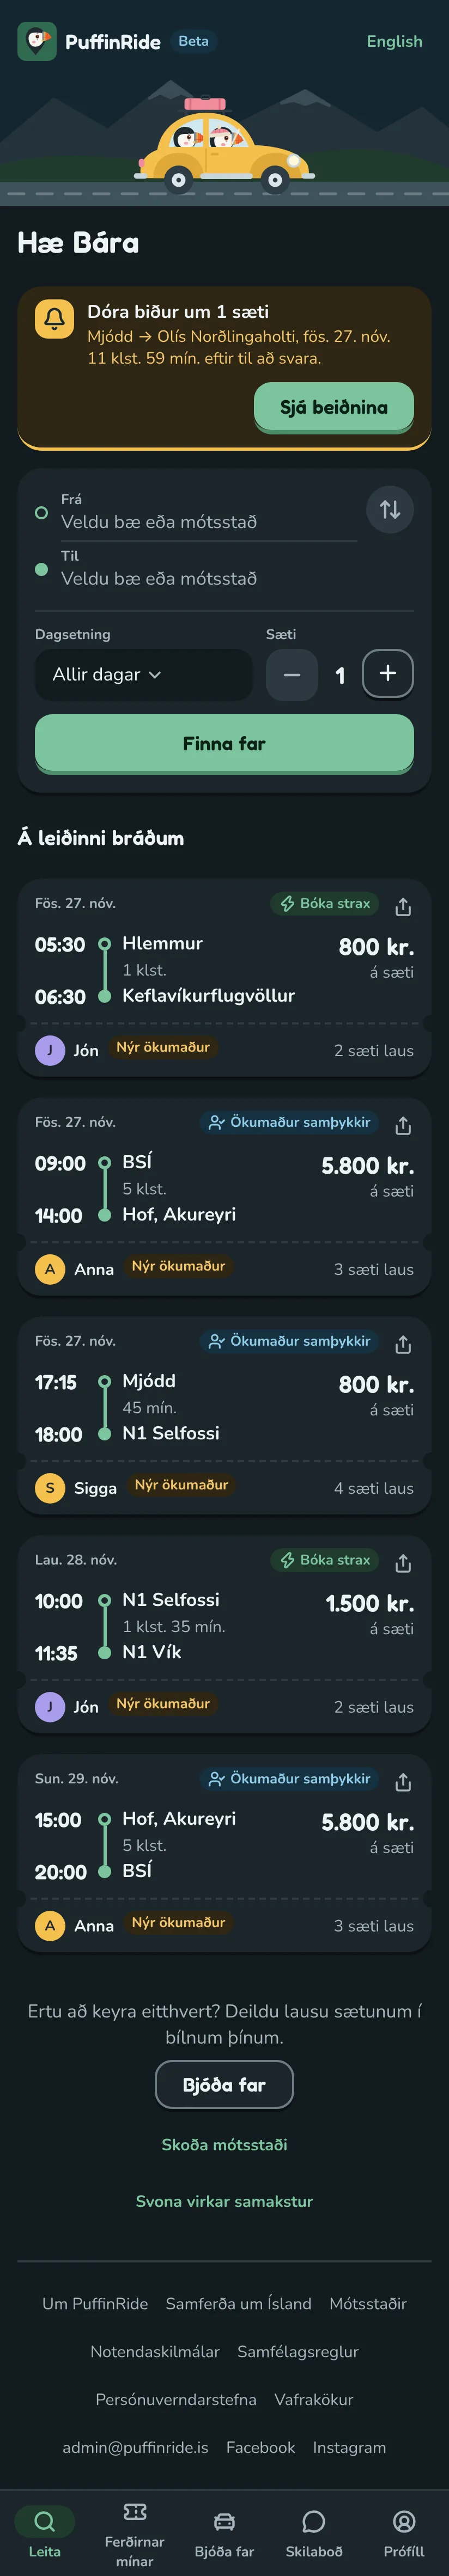 PuffinRide Beta English
Hæ Bára
Dóra biður um 1 sæti
Mjódd → Olís Norðlingaholti, fös. 27. nóv.
11 klst. 59 mín. eftir til að svara.
Sjá beiðnina
Frá
Veldu bæ eða mótsstað
Til
Veldu bæ eða mótsstað
Dagsetning Sæti
Allir dagar 1
Finna far
Á leiðinni bráðum
Fös. 27. nóv. Bóka strax
05:30 Hlemmur 800 kr.
1 klst. á sæti
06:30 Keflavíkurflugvöllur
J Jón Nýr ökumaður 2 sæti laus
Fös. 27. nóv. Ökumaður samþykkir
09:00 BSÍ 5.800 kr.
5 klst. á sæti
14:00 Hof, Akureyri
A Anna Nýr ökumaður 3 sæti laus
Fös. 27. nóv. Ökumaður samþykkir
17:15 Mjódd 800 kr.
45 mín. á sæti
18:00 N1 Selfossi
S Sigga Nýr ökumaður 4 sæti laus
Lau. 28. nóv. Bóka strax
10:00 N1 Selfossi 1.500 kr.
1 klst. 35 mín. á sæti
11:35 N1 Vík
J Jón Nýr ökumaður 2 sæti laus
Sun. 29. nóv. Ökumaður samþykkir
15:00 Hof, Akureyri 5.800 kr.
5 klst. á sæti
20:00 BSÍ
A Anna Nýr ökumaður 3 sæti laus
Ertu að keyra eitthvert? Deildu lausu sætunum í
bílnum þínum.
Bjóða far
Skoða mótsstaði
Svona virkar samakstur
Um PuffinRide Samferða um Ísland Mótsstaðir
Notendaskilmálar Samfélagsreglur
Persónuverndarstefna Vafrakökur
admin@puffinride.is Facebook Instagram
Leita Ferðirnar mínar Bjóða far Skilaboð Prófíll